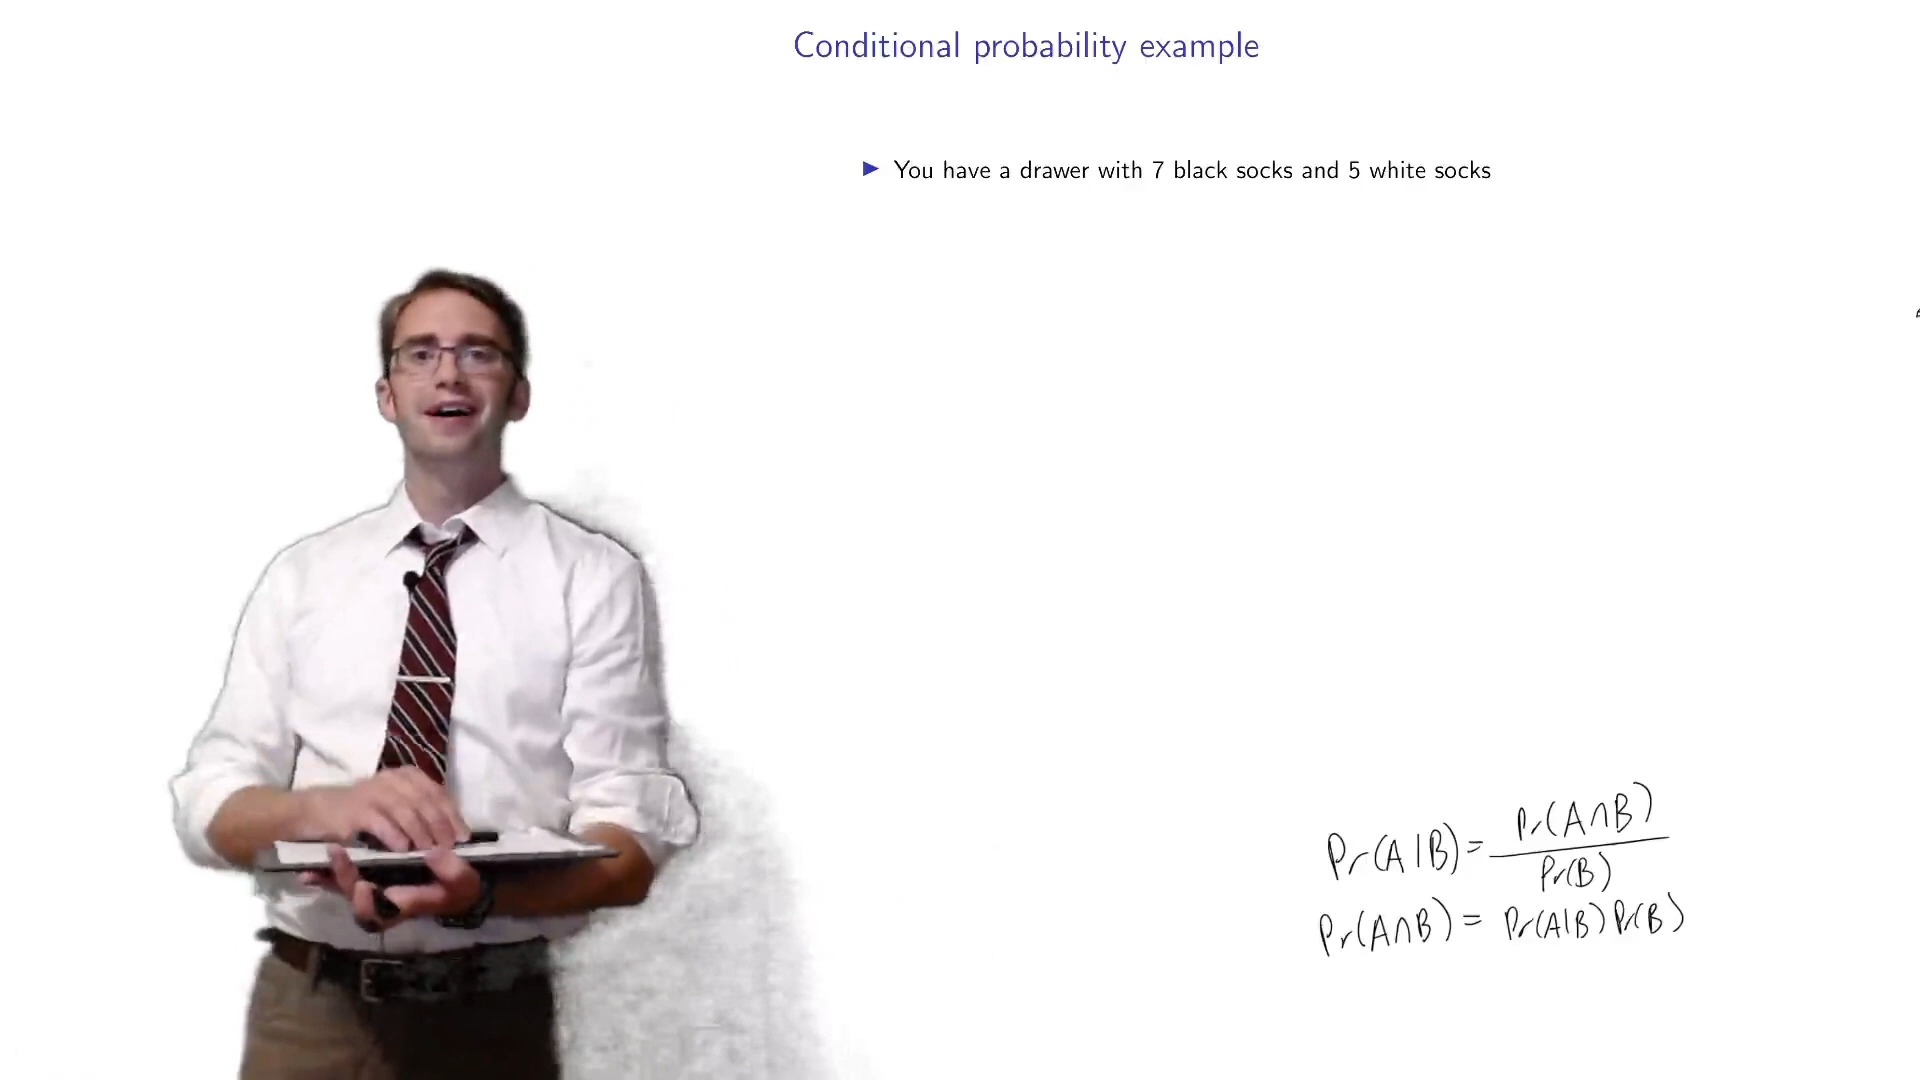 Conditional probability example
▶ You have a drawer with 7 black socks and 5 white socks
Pr(A|B) = Pr(A∩B) / Pr(B)
Pr(A∩B) = Pr(A|B) Pr(B)